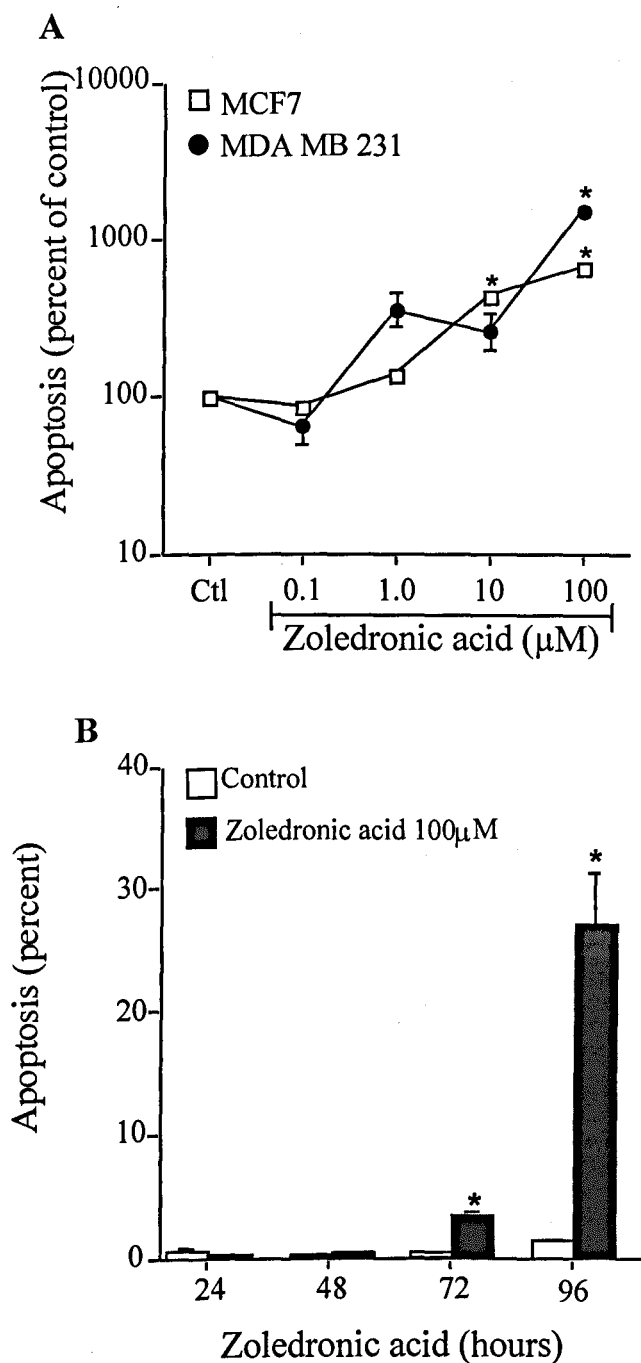 A
Apoptosis (percent of control)
10000
1000
100
10
MCF7
MDA MB 231
*
*
*
Ctl
0.1
1.0
10
100
Zoledronic acid (μM)
B
Apoptosis (percent)
40
30
20
10
0
Control
Zoledronic acid 100μM
*
*
24
48
72
96
Zoledronic acid (hours)